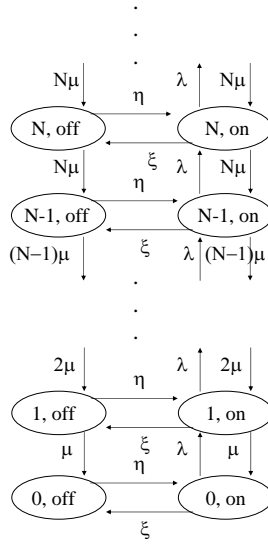 Nμ λ Nμ
η
N, off N, on
ξ
Nμ λ Nμ
η
N-1, off N-1, on
ξ
(N−1)μ λ (N−1)μ
2μ λ 2μ
η
1, off 1, on
ξ
μ λ μ
η
0, off 0, on
ξ